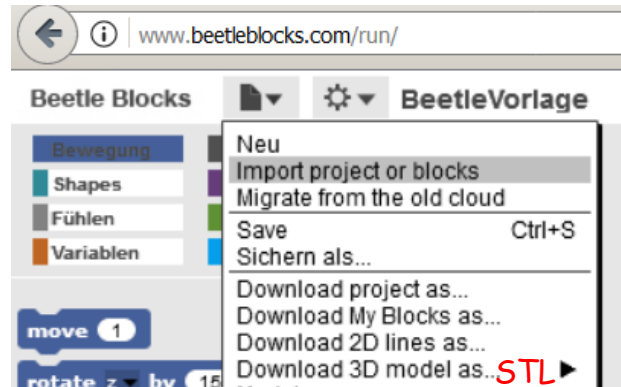 www.beetleblocks.com/run/
Beetle Blocks BeetleVorlage
Bewegung
Shapes
Fühlen
Variablen
Neu
Import project or blocks
Migrate from the old cloud
Save Ctrl+S
Sichern als...
Download project as...
Download My Blocks as...
Download 2D lines as...
Download 3D model as... STL
move 1
rotate z by 15